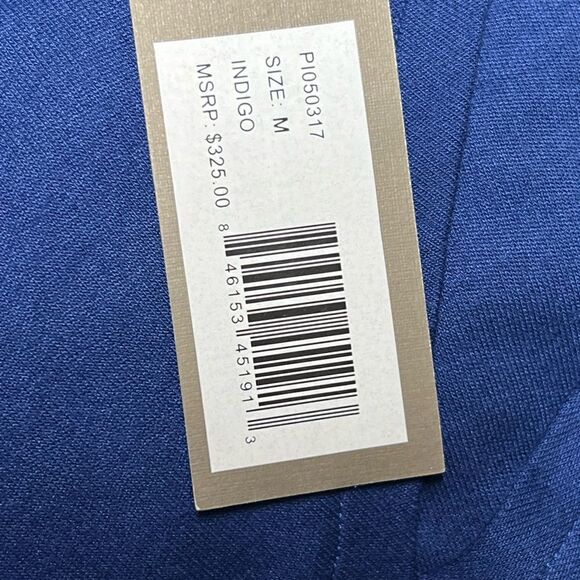 PI050317
SIZE: M
INDIGO
MSRP: $325.00
8 46153 45191 3